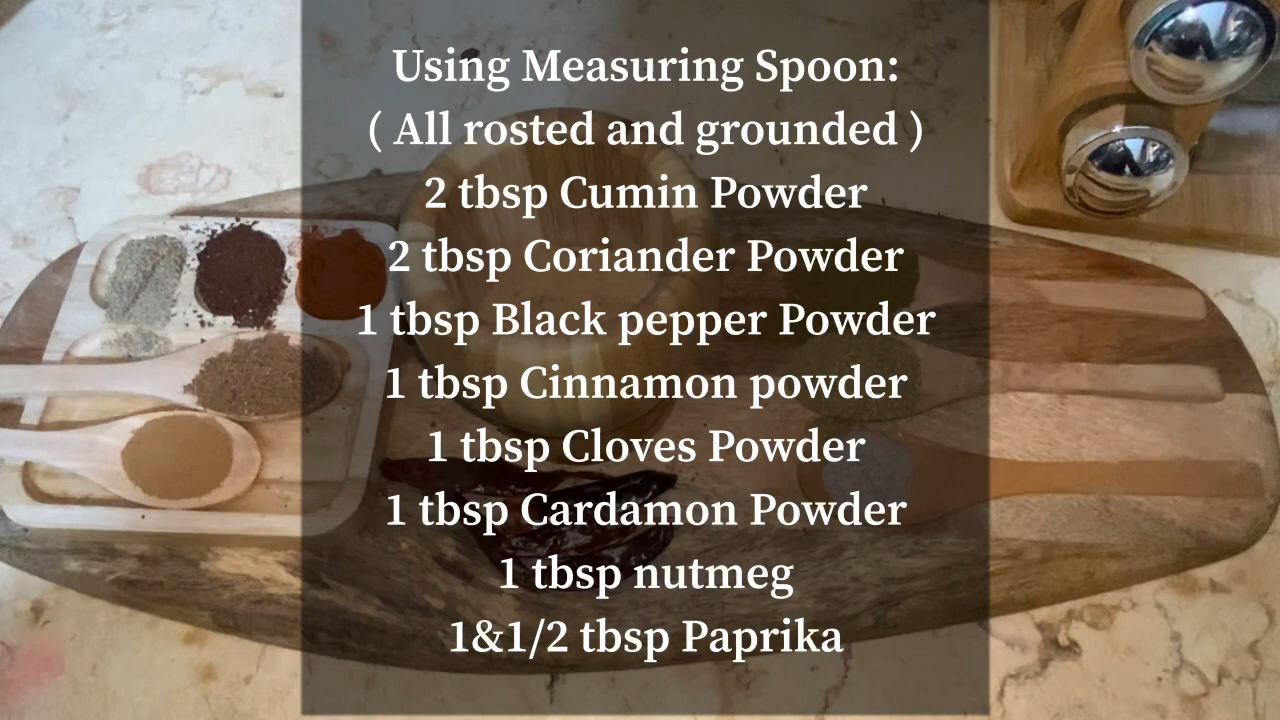 Using Measuring Spoon:
( All rosted and grounded )
2 tbsp Cumin Powder
2 tbsp Coriander Powder
1 tbsp Black pepper Powder
1 tbsp Cinnamon powder
1 tbsp Cloves Powder
1 tbsp Cardamon Powder
1 tbsp nutmeg
1&1/2 tbsp Paprika